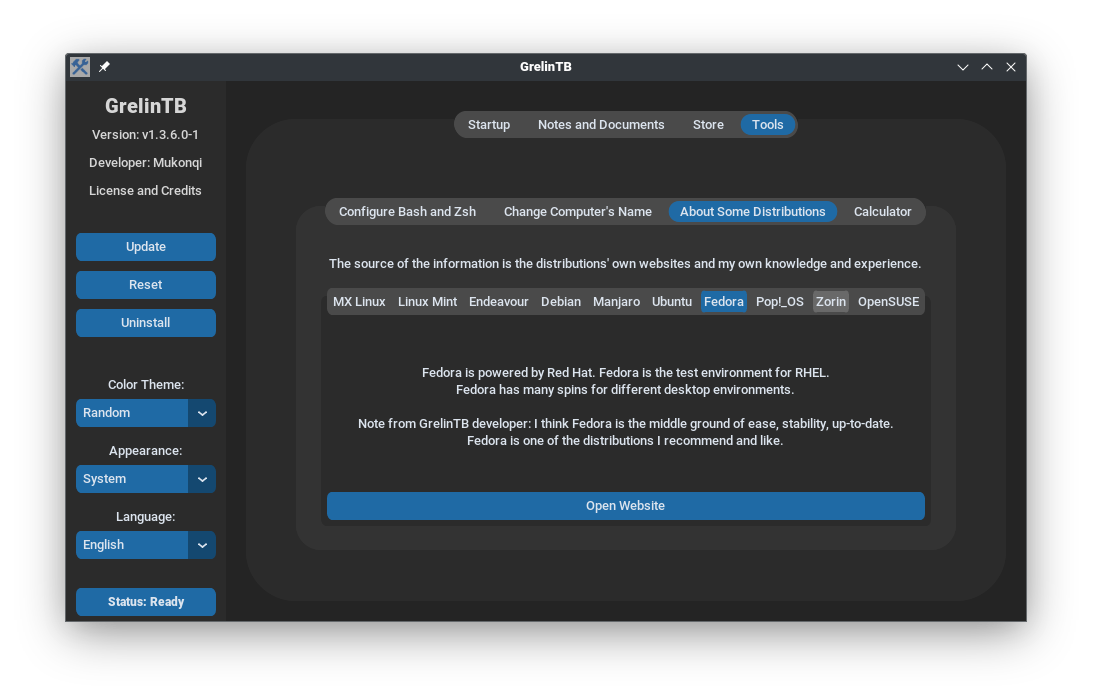 GrelinTB
GrelinTB
Version: v1.3.6.0-1
Developer: Mukonqi
License and Credits
Update
Reset
Uninstall
Color Theme:
Random
Appearance:
System
Language:
English
Status: Ready
Startup Notes and Documents Store Tools
Configure Bash and Zsh Change Computer's Name About Some Distributions Calculator
The source of the information is the distributions' own websites and my own knowledge and experience.
MX Linux Linux Mint Endeavour Debian Manjaro Ubuntu Fedora Pop!_OS Zorin OpenSUSE
Fedora is powered by Red Hat. Fedora is the test environment for RHEL.
Fedora has many spins for different desktop environments.
Note from GrelinTB developer: I think Fedora is the middle ground of ease, stability, up-to-date.
Fedora is one of the distributions I recommend and like.
Open Website